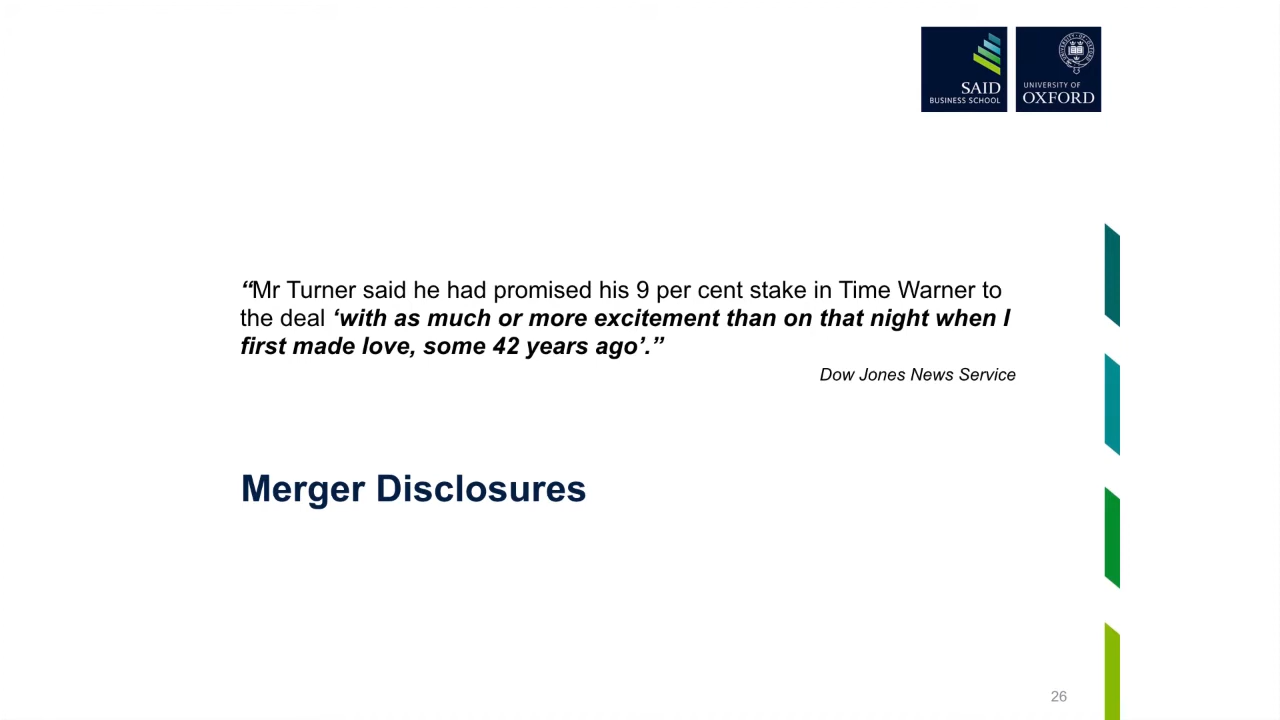 SAID
BUSINESS SCHOOL
UNIVERSITY OF
OXFORD
“Mr Turner said he had promised his 9 per cent stake in Time Warner to
the deal ‘with as much or more excitement than on that night when I
first made love, some 42 years ago’.”
Dow Jones News Service
Merger Disclosures
26